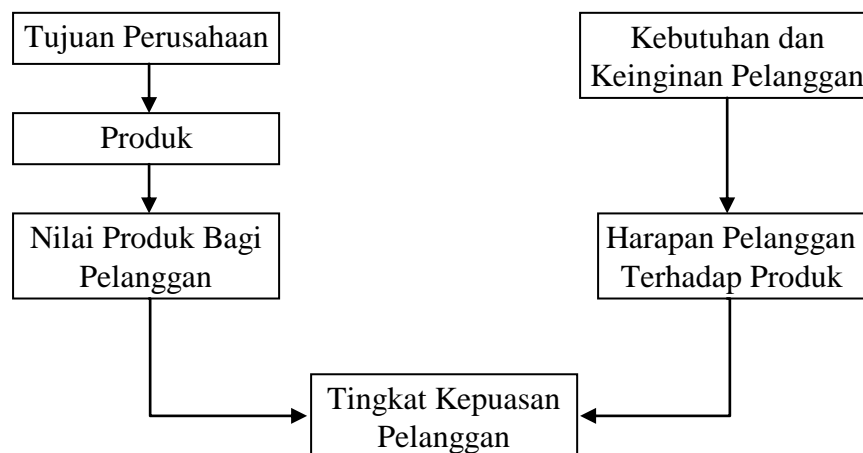 Tujuan Perusahaan
Produk
Nilai Produk Bagi
Pelanggan
Kebutuhan dan
Keinginan Pelanggan
Harapan Pelanggan
Terhadap Produk
Tingkat Kepuasan
Pelanggan